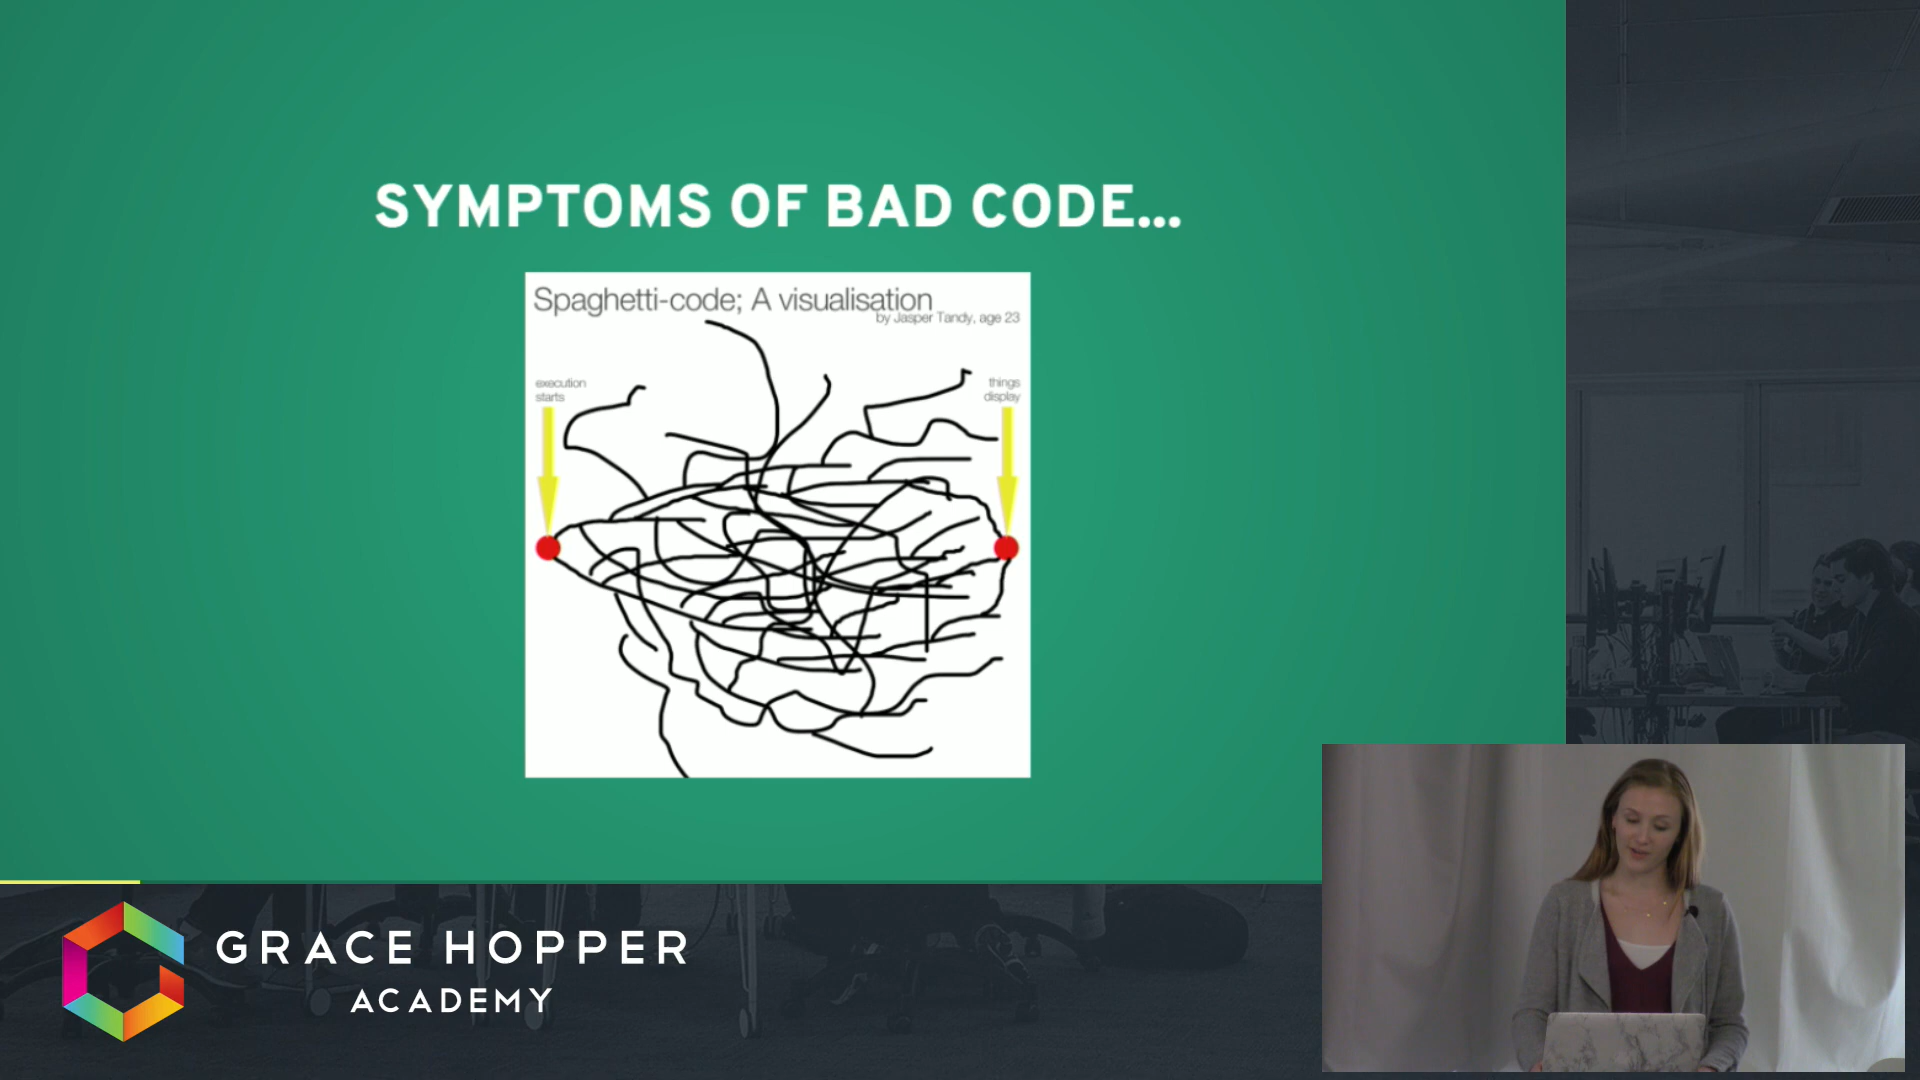 SYMPTOMS OF BAD CODE...
Spaghetti-code; A visualisation
by Jasper Tandy, age 23
execution
starts
things
display
GRACE HOPPER
ACADEMY